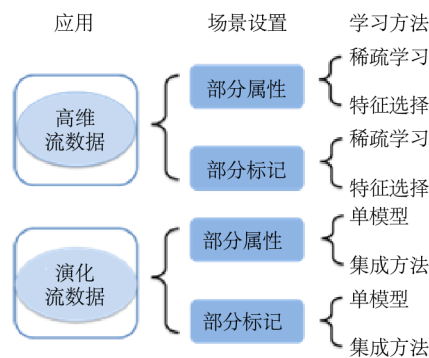 应用 场景设置 学习方法
稀疏学习
部分属性
特征选择
高维
流数据
稀疏学习
部分标记
特征选择
单模型
部分属性
集成方法
演化
流数据
单模型
部分标记
集成方法